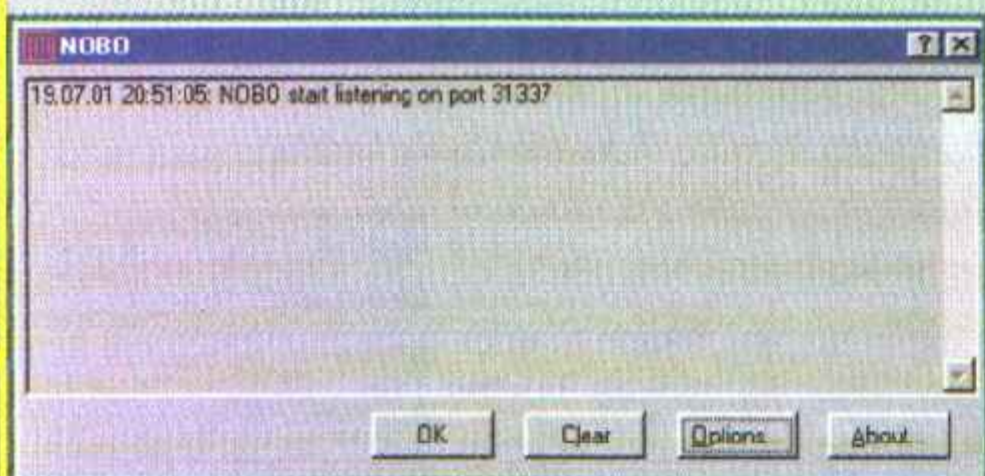 NOBO
19.07.01 20:51:05: NOBO start listening on port 31337
OK
Clear
Options...
About...